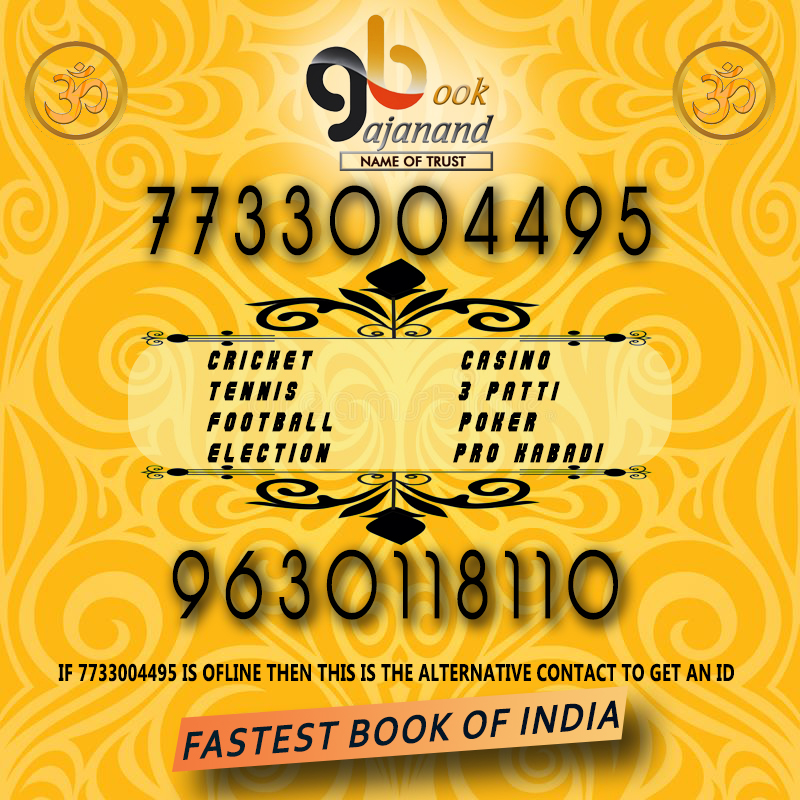 ॐ
ॐ
gb
ook
ajanand
NAME OF TRUST
7733004495
CRICKET CASINO
TENNIS 3 PATTI
FOOTBALL POKER
ELECTION PRO KABADI
9630118110
IF 7733004495 IS OFLINE THEN THIS IS THE ALTERNATIVE CONTACT TO GET AN ID
FASTEST BOOK OF INDIA